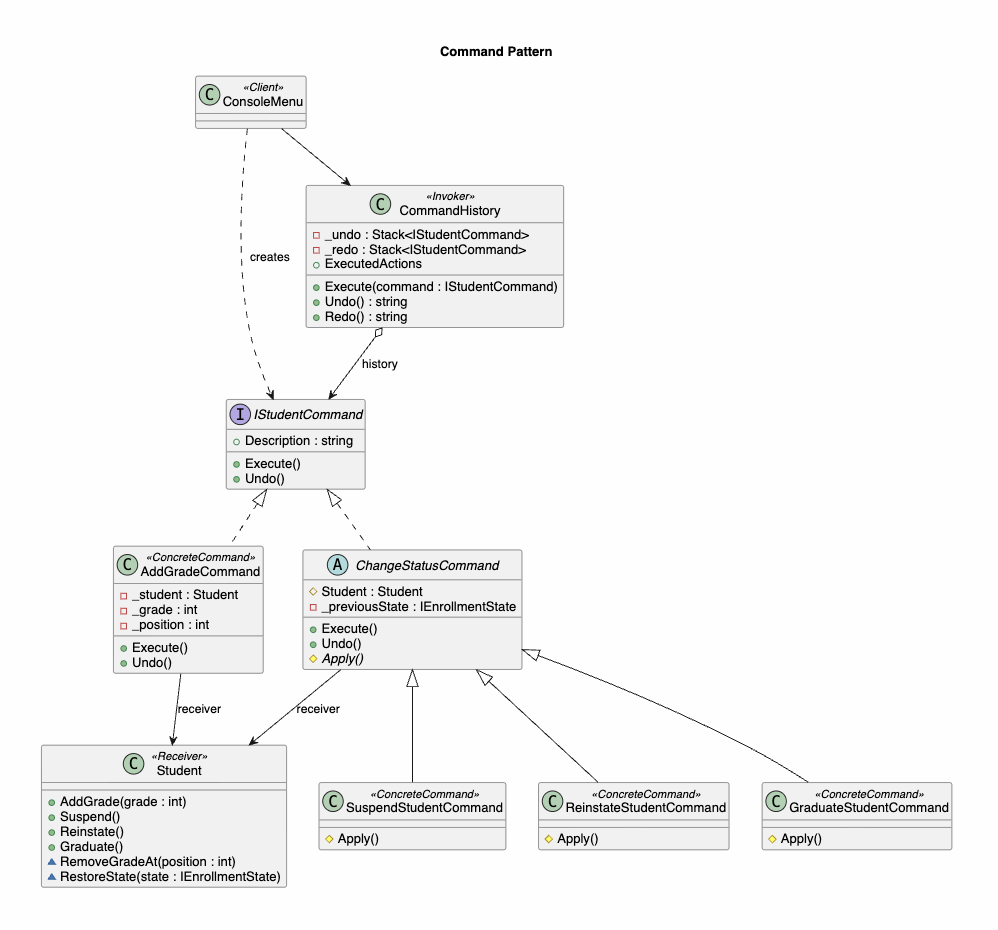 Command Pattern
«Client»
C
ConsoleMenu
creates
«Invoker»
C
CommandHistory
_undo : Stack<IStudentCommand>
_redo : Stack<IStudentCommand>
ExecutedActions
Execute(command : IStudentCommand)
Undo() : string
Redo() : string
history
I
IStudentCommand
Description : string
Execute()
Undo()
«ConcreteCommand»
C
AddGradeCommand
_student : Student
_grade : int
_position : int
Execute()
Undo()
A
ChangeStatusCommand
Student : Student
_previousState : IEnrollmentState
Execute()
Undo()
Apply()
receiver
receiver
«Receiver»
C
Student
AddGrade(grade : int)
Suspend()
Reinstate()
Graduate()
RemoveGradeAt(position : int)
RestoreState(state : IEnrollmentState)
«ConcreteCommand»
C
SuspendStudentCommand
Apply()
«ConcreteCommand»
C
ReinstateStudentCommand
Apply()
«ConcreteCommand»
C
GraduateStudentCommand
Apply()